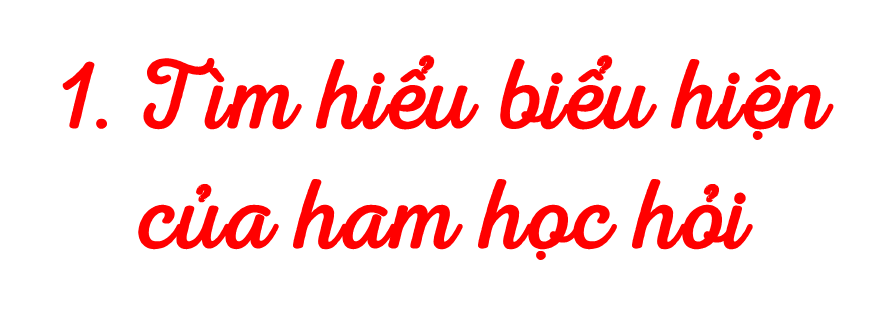 1. Tìm hiểu biểu hiện
của ham học hỏi